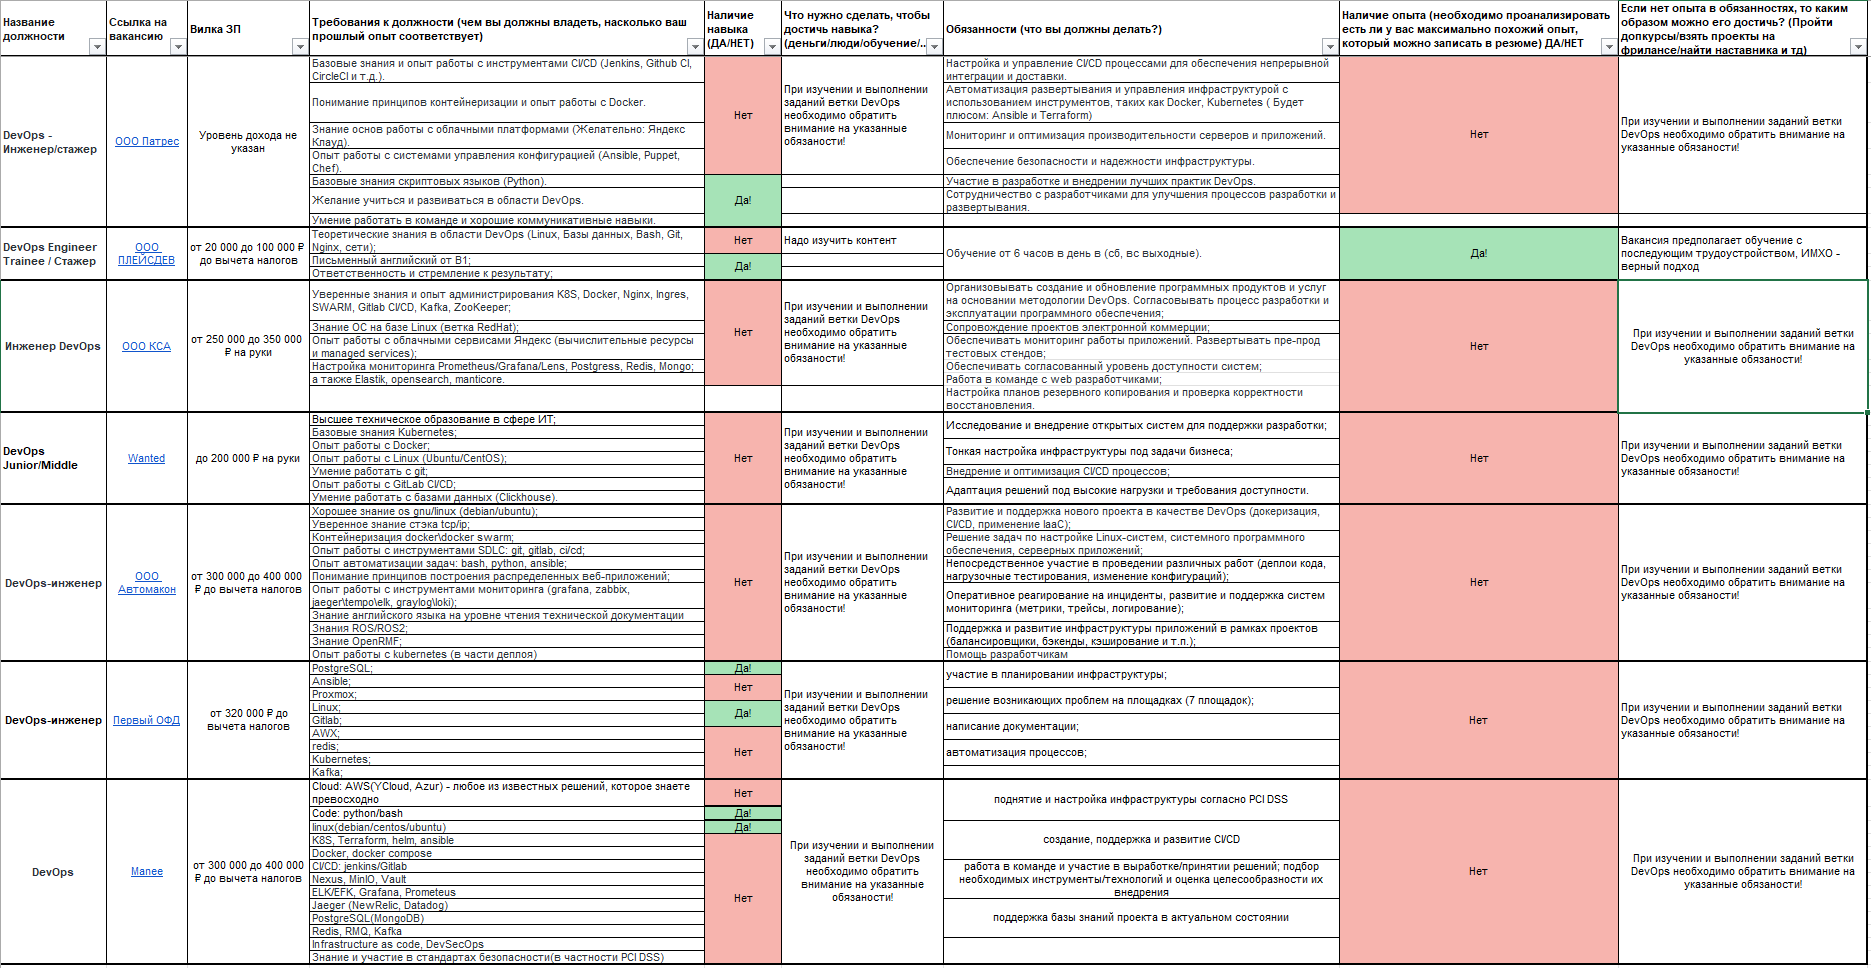 Название
должности
Ссылка на
вакансию
Вилка ЗП
Требования к должности (чем вы должны владеть, насколько ваш
прошлый опыт соответствует)
Наличие
навыка
(ДА/НЕТ)
Что нужно сделать, чтобы
достичь навыка?
(деньги/люди/обучение/..
Обязанности (что вы должны делать?)
Наличие опыта (необходимо проанализировать
есть ли у вас максимально похожий опыт,
который можно записать в резюме) ДА/НЕТ
Если нет опыта в обязанностях, то каким
образом можно его достичь? (Пройти
допкурсы/взять проекты на
фрилансе/найти наставника и тд)
DevOps -
Инженер/стажер
ООО Патрес
Уровень дохода не
указан
Базовые знания и опыт работы с инструментами CI/CD (Jenkins, Github CI,
CircleCI и т.д.).
Понимание принципов контейнеризации и опыт работы с Docker.
Знание основ работы с облачными платформами (Желательно: Яндекс
Клауд).
Опыт работы с системами управления конфигурацией (Ansible, Puppet,
Chef).
Базовые знания скриптовых языков (Python).
Желание учиться и развиваться в области DevOps.
Умение работать в команде и хорошие коммуникативные навыки.
Нет
Да!
При изучении и выполнении
заданий ветки DevOps
необходимо обратить
внимание на указанные
обязаности!
Настройка и управление CI/CD процессами для обеспечения непрерывной
интеграции и доставки.
Автоматизация развертывания и управления инфраструктурой с
использованием инструментов, таких как Docker, Kubernetes ( Будет
плюсом: Ansible и Terraform)
Мониторинг и оптимизация производительности серверов и приложений.
Обеспечение безопасности и надежности инфраструктуры.
Участие в разработке и внедрении лучших практик DevOps.
Сотрудничество с разработчиками для улучшения процессов разработки и
развертывания.
Нет
При изучении и выполнении заданий ветки
DevOps необходимо обратить внимание на
указанные обязаности!
DevOps Engineer
Trainee / Стажер
ООО
ПЛЕЙСДЕВ
от 20 000 до 100 000 ₽
до вычета налогов
Теоретические знания в области DevOps (Linux, Базы данных, Bash, Git,
Nginx, сети);
Письменный английский от B1;
Ответственность и стремление к результату;
Нет
Да!
Надо изучить контент
Обучение от 6 часов в день в (сб, вс выходные).
Да!
Вакансия предполагает обучение с
последующим трудоустройством, ИМХО -
верный подход
Инженер DevOps
ООО КСА
от 250 000 до 350 000
₽ на руки
Уверенные знания и опыт администрирования K8S, Docker, Nginx, Ingres,
SWARM, Gitlab CI/CD, Kafka, ZooKeeper;
Знание ОС на базе Linux (ветка RedHat);
Опыт работы с облачными сервисами Яндекс (вычислительные ресурсы
и managed services);
Настройка мониторинга Prometheus/Grafana/Lens, Postgress, Redis, Mongo;
а также Elastik, opensearch, manticore.
Нет
При изучении и выполнении
заданий ветки DevOps
необходимо обратить
внимание на указанные
обязаности!
Организовывать создание и обновление программных продуктов и услуг
на основании методологии DevOps. Согласовывать процесс разработки и
эксплуатации программного обеспечения;
Сопровождение проектов электронной коммерции;
Обеспечивать мониторинг работы приложений. Развертывать пре-прод
тестовых стендов;
Обеспечивать согласованный уровень доступности систем;
Работа в команде с web разработчиками;
Настройка планов резервного копирования и проверка корректности
восстановления.
Нет
При изучении и выполнении заданий ветки
DevOps необходимо обратить внимание на
указанные обязаности!
DevOps
Junior/Middle
Wanted
до 200 000 ₽ на руки
Высшее техническое образование в сфере ИТ;
Базовые знания Kubernetes;
Опыт работы с Docker;
Опыт работы с Linux (Ubuntu/CentOS);
Умение работать с git;
Опыт работы с GitLab CI/CD;
Умение работать с базами данных (Clickhouse).
Нет
При изучении и выполнении
заданий ветки DevOps
необходимо обратить
внимание на указанные
обязаности!
Исследование и внедрение открытых систем для поддержки разработки;
Тонкая настройка инфраструктуры под задачи бизнеса;
Внедрение и оптимизация CI/CD процессов;
Адаптация решений под высокие нагрузки и требования доступности.
Нет
При изучении и выполнении заданий ветки
DevOps необходимо обратить внимание на
указанные обязаности!
DevOps-инженер
ООО
Автомакон
от 300 000 до 400 000
₽ до вычета налогов
Хорошее знание os gnu/linux (debian/ubuntu);
Уверенное знание стэка tcp/ip;
Контейнеризация docker\docker swarm;
Опыт работы с инструментами SDLC: git, gitlab, ci/cd;
Опыт автоматизации задач: bash, python, ansible;
Понимание принципов построения распределенных веб-приложений;
Опыт работы с инструментами мониторинга (grafana, zabbix,
jaeger\tempo\elk, graylog\loki);
Знание английского языка на уровне чтения технической документации
Знания ROS/ROS2;
Знание OpenRMF;
Опыт работы с kubernetes (в части деплоя)
Нет
При изучении и выполнении
заданий ветки DevOps
необходимо обратить
внимание на указанные
обязаности!
Развитие и поддержка нового проекта в качестве DevOps (докеризация,
CI/CD, применение IaaC);
Решение задач по настройке Linux-систем, системного программного
обеспечения, серверных приложений;
Непосредственное участие в проведении различных работ (деплои кода,
нагрузочные тестирования, изменение конфигураций);
Оперативное реагирование на инциденты, развитие и поддержка систем
мониторинга (метрики, трейсы, логирование);
Поддержка и развитие инфраструктуры приложений в рамках проектов
(балансировщики, бэкенды, кэширование и т.п.);
Помощь разработчикам
Нет
При изучении и выполнении заданий ветки
DevOps необходимо обратить внимание на
указанные обязаности!
DevOps-инженер
Первый ОФД
от 320 000 ₽ до
вычета налогов
PostgreSQL;
Ansible;
Proxmox;
Linux;
Gitlab;
AWX;
redis;
Kubernetes;
Kafka;
Да!
Нет
Да!
Нет
При изучении и выполнении
заданий ветки DevOps
необходимо обратить
внимание на указанные
обязаности!
участие в планировании инфраструктуры;
решение возникающих проблем на площадках (7 площадок);
написание документации;
автоматизация процессов;
Нет
При изучении и выполнении заданий ветки
DevOps необходимо обратить внимание на
указанные обязаности!
DevOps
Manee
от 300 000 до 400 000
₽ до вычета налогов
Cloud: AWS(YCloud, Azur) - любое из известных решений, которое знаете
превосходно
Code: python/bash
linux(debian/centos/ubuntu)
K8S, Terraform, helm, ansible
Docker, docker compose
CI/CD: jenkins/Gitlab
Nexus, MinIO, Vault
ELK/EFK, Grafana, Prometeus
Jaeger (NewRelic, Datadog)
PostgreSQL(MongoDB)
Redis, RMQ, Kafka
Infrastructure as code, DevSecOps
Знание и участие в стандартах безопасности(в частности PCI DSS)
Нет
Да!
Да!
Нет
При изучении и выполнении
заданий ветки DevOps
необходимо обратить
внимание на указанные
обязаности!
поднятие и настройка инфраструктуры согласно PCI DSS
создание, поддержка и развитие CI/CD
работа в команде и участие в выработке/принятии решений; подбор
необходимых инструменты/технологий и оценка целесообразности их
внедрения
поддержка базы знаний проекта в актуальном состоянии
Нет
При изучении и выполнении заданий ветки
DevOps необходимо обратить внимание на
указанные обязаности!